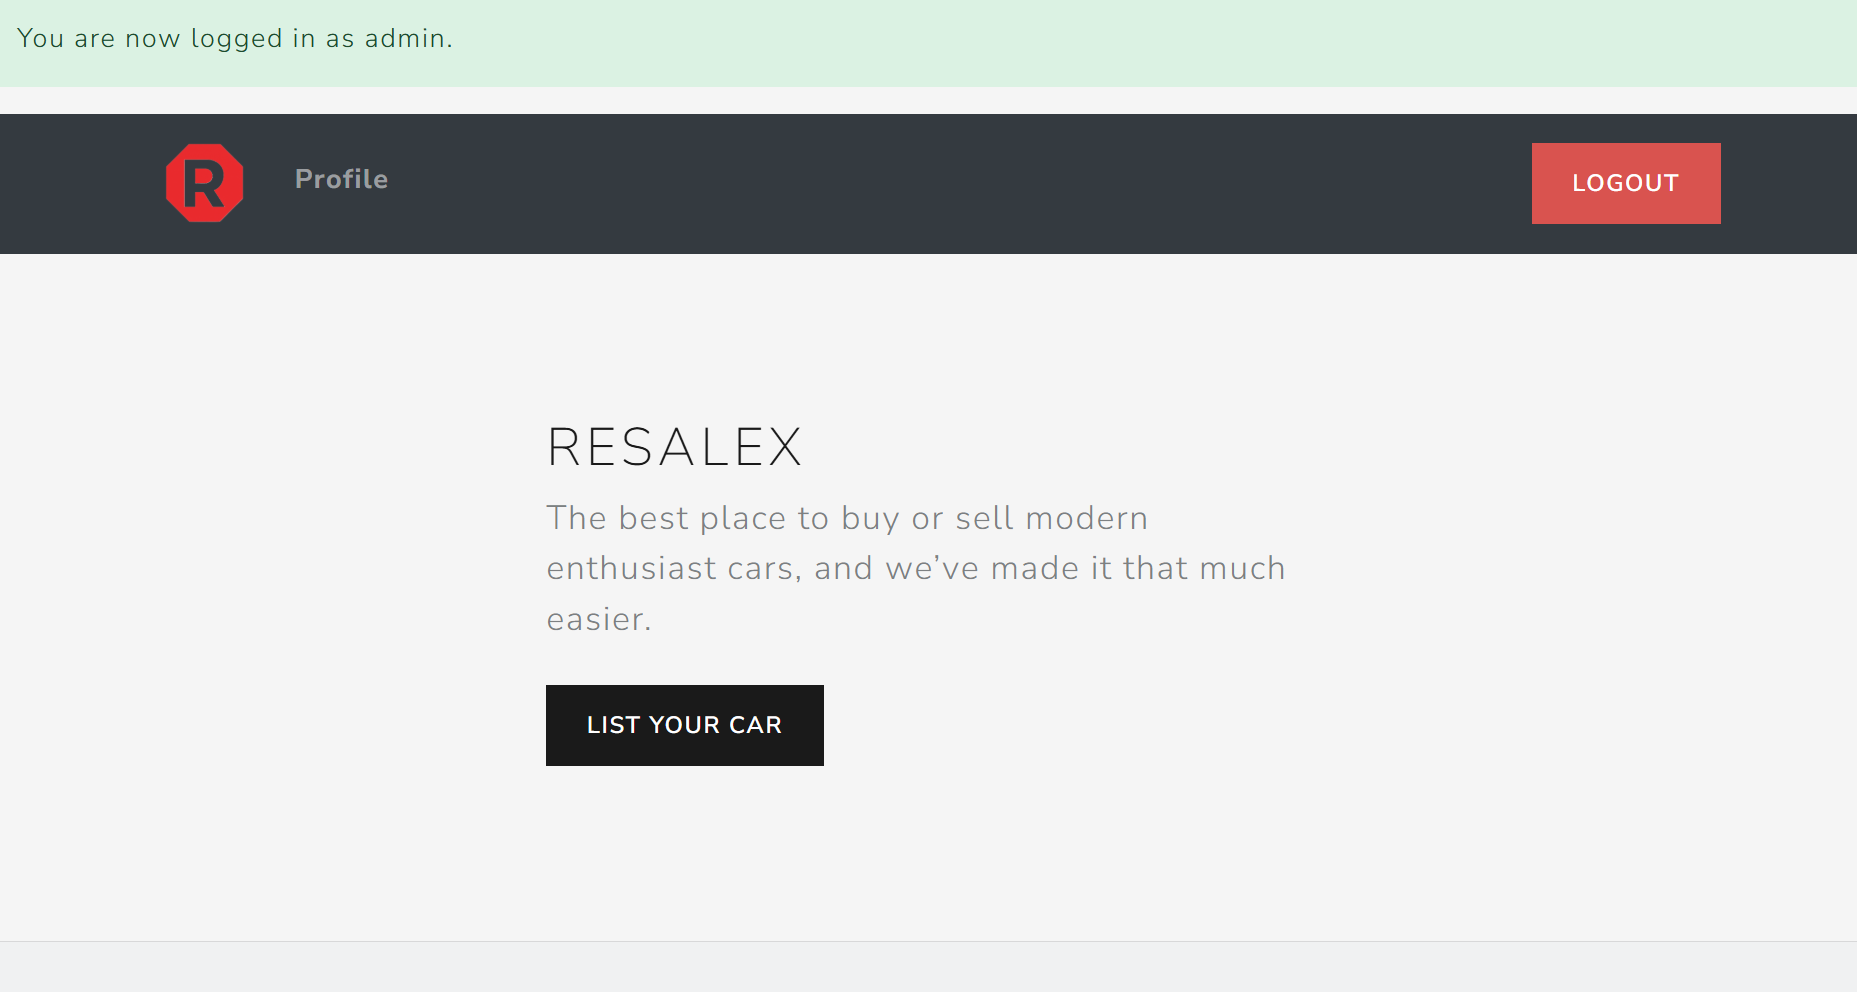 You are now logged in as admin.
R
Profile
LOGOUT
RESALEX
The best place to buy or sell modern
enthusiast cars, and we’ve made it that much
easier.
LIST YOUR CAR